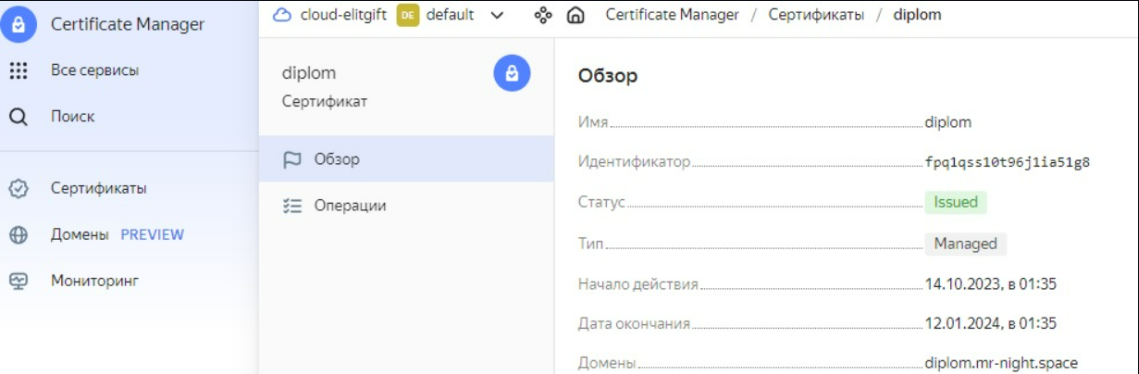 Certificate Manager
Все сервисы
Поиск
Сертификаты
Домены PREVIEW
Мониторинг
cloud-elitgift DE default Certificate Manager / Сертификаты / diplom
diplom
Сертификат
Обзор
Операции
Обзор
Имя diplom
Идентификатор fpq1qss10t96j1ia51g8
Статус Issued
Тип Managed
Начало действия 14.10.2023, в 01:35
Дата окончания 12.01.2024, в 01:35
Домены diplom.mr-night.space